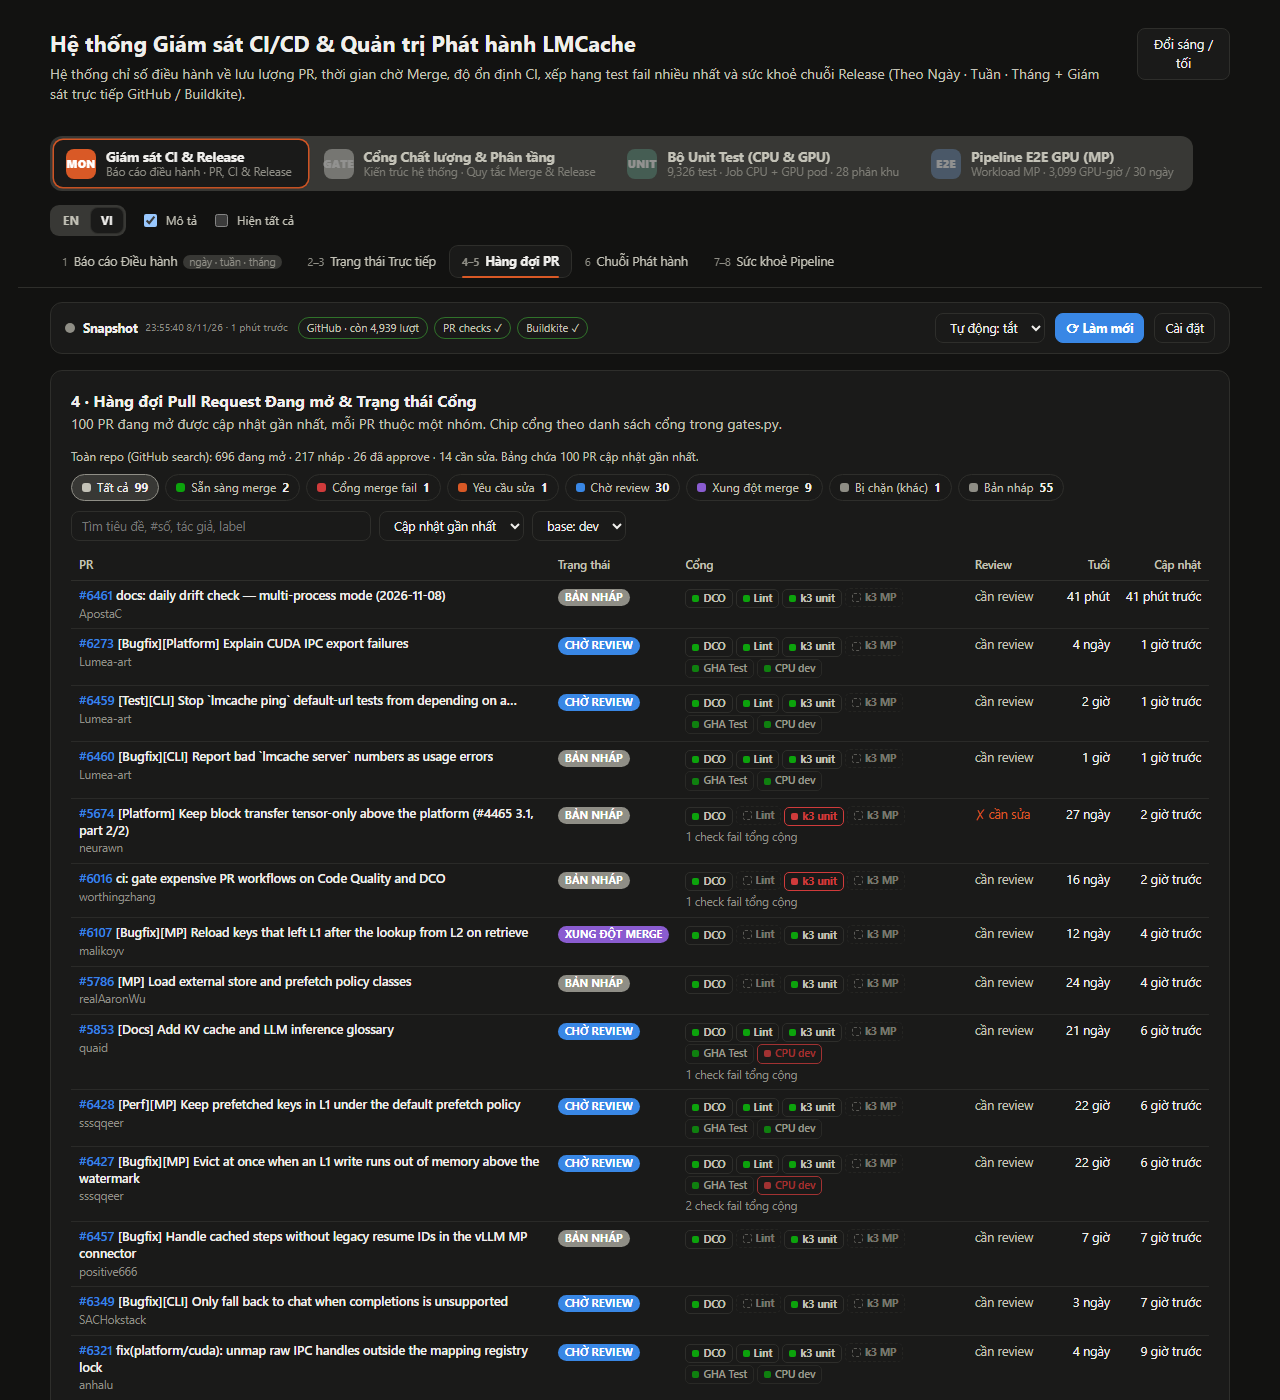 Hệ thống Giám sát CI/CD & Quản trị Phát hành LMCache
Hệ thống chỉ số điều hành về lưu lượng PR, thời gian chờ Merge, độ ổn định CI, xếp hạng test fail nhiều nhất và sức khoẻ chuỗi Release (Theo Ngày · Tuần · Tháng + Giám
sát trực tiếp GitHub / Buildkite).
Đổi sáng /
tối
MON
Giám sát CI & Release
Báo cáo điều hành · PR, CI & Release
GATE
Cổng Chất lượng & Phân tầng
Kiến trúc hệ thống · Quy tắc Merge & Release
UNIT
Bộ Unit Test (CPU & GPU)
9,326 test · Job CPU + GPU pod · 28 phân khu
E2E
Pipeline E2E GPU (MP)
Workload MP · 3,099 GPU-giờ / 30 ngày
EN VI Mô tả Hiện tất cả
1 Báo cáo Điều hành ngày · tuần · tháng 2–3 Trạng thái Trực tiếp 4–5 Hàng đợi PR 6 Chuỗi Phát hành 7–8 Sức khoẻ Pipeline
Snapshot 23:55:40 8/11/26 · 1 phút trước GitHub · còn 4,939 lượt PR checks ✓ Buildkite ✓ Tự động: tắt ⟳ Làm mới Cài đặt
4 · Hàng đợi Pull Request Đang mở & Trạng thái Cổng
100 PR đang mở được cập nhật gần nhất, mỗi PR thuộc một nhóm. Chip cổng theo danh sách cổng trong gates.py.
Toàn repo (GitHub search): 696 đang mở · 217 nháp · 26 đã approve · 14 cần sửa. Bảng chứa 100 PR cập nhật gần nhất.
Tất cả 99 Sẵn sàng merge 2 Cổng merge fail 1 Yêu cầu sửa 1 Chờ review 30 Xung đột merge 9 Bị chặn (khác) 1 Bản nháp 55
Tìm tiêu đề, #số, tác giả, label Cập nhật gần nhất base: dev
PR Trạng thái Cổng Review Tuổi Cập nhật
#6461 docs: daily drift check — multi-process mode (2026-11-08) BẢN NHÁP DCO Lint k3 unit k3 MP cần review 41 phút 41 phút trước
ApostaC
#6273 [Bugfix][Platform] Explain CUDA IPC export failures CHỜ REVIEW DCO Lint k3 unit k3 MP cần review 4 ngày 1 giờ trước
Lumea-art GHA Test CPU dev
#6459 [Test][CLI] Stop `lmcache ping` default-url tests from depending on a... CHỜ REVIEW DCO Lint k3 unit k3 MP cần review 2 giờ 1 giờ trước
Lumea-art GHA Test CPU dev
#6460 [Bugfix][CLI] Report bad `lmcache server` numbers as usage errors BẢN NHÁP DCO Lint k3 unit k3 MP cần review 1 giờ 1 giờ trước
Lumea-art GHA Test CPU dev
#5674 [Platform] Keep block transfer tensor-only above the platform (#4465 3.1, BẢN NHÁP DCO Lint k3 unit k3 MP ✗ cần sửa 27 ngày 2 giờ trước
part 2/2) 1 check fail tổng cộng
neurawn
#6016 ci: gate expensive PR workflows on Code Quality and DCO BẢN NHÁP DCO Lint k3 unit k3 MP cần review 16 ngày 2 giờ trước
worthingzhang 1 check fail tổng cộng
#6107 [Bugfix][MP] Reload keys that left L1 after the lookup from L2 on retrieve XUNG ĐỘT MERGE DCO Lint k3 unit k3 MP cần review 12 ngày 4 giờ trước
malikoyv
#5786 [MP] Load external store and prefetch policy classes BẢN NHÁP DCO Lint k3 unit k3 MP cần review 24 ngày 4 giờ trước
realAaronWu
#5853 [Docs] Add KV cache and LLM inference glossary CHỜ REVIEW DCO Lint k3 unit k3 MP cần review 21 ngày 6 giờ trước
quaid GHA Test CPU dev
1 check fail tổng cộng
#6428 [Perf][MP] Keep prefetched keys in L1 under the default prefetch policy CHỜ REVIEW DCO Lint k3 unit k3 MP cần review 22 giờ 6 giờ trước
sssqqeer GHA Test CPU dev
#6427 [Bugfix][MP] Evict at once when an L1 write runs out of memory above the CHỜ REVIEW DCO Lint k3 unit k3 MP cần review 22 giờ 6 giờ trước
watermark GHA Test CPU dev
sssqqeer 2 check fail tổng cộng
#6457 [Bugfix] Handle cached steps without legacy resume IDs in the vLLM MP BẢN NHÁP DCO Lint k3 unit k3 MP cần review 7 giờ 7 giờ trước
connector
positive666
#6349 [Bugfix][CLI] Only fall back to chat when completions is unsupported CHỜ REVIEW DCO Lint k3 unit k3 MP cần review 3 ngày 7 giờ trước
SACHokstack
#6321 fix(platform/cuda): unmap raw IPC handles outside the mapping registry CHỜ REVIEW DCO Lint k3 unit k3 MP cần review 4 ngày 9 giờ trước
lock GHA Test CPU dev
anhalu